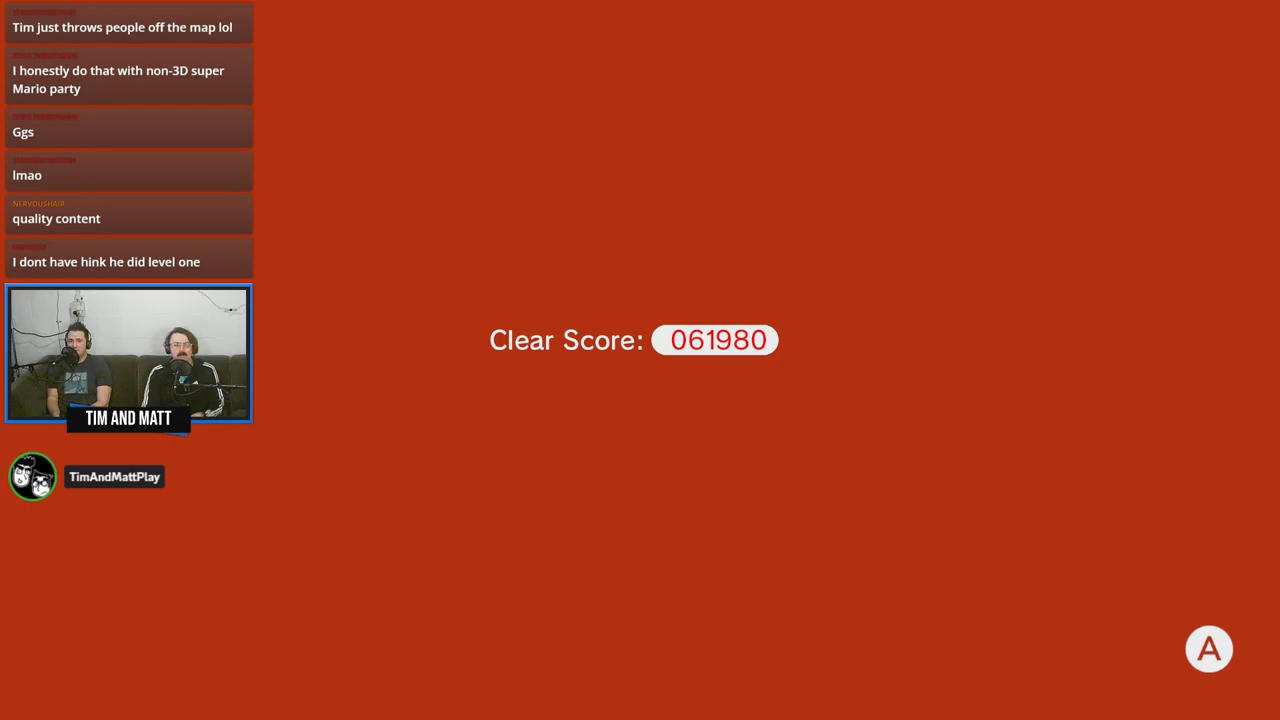 Tim just throws people off the map lol
I honestly do that with non-3D super
Mario party
Ggs
lmao
NERVOUSHAIR
quality content
I dont have hink he did level one
TIM AND MATT
TimAndMattPlay
Clear Score: 061980
A